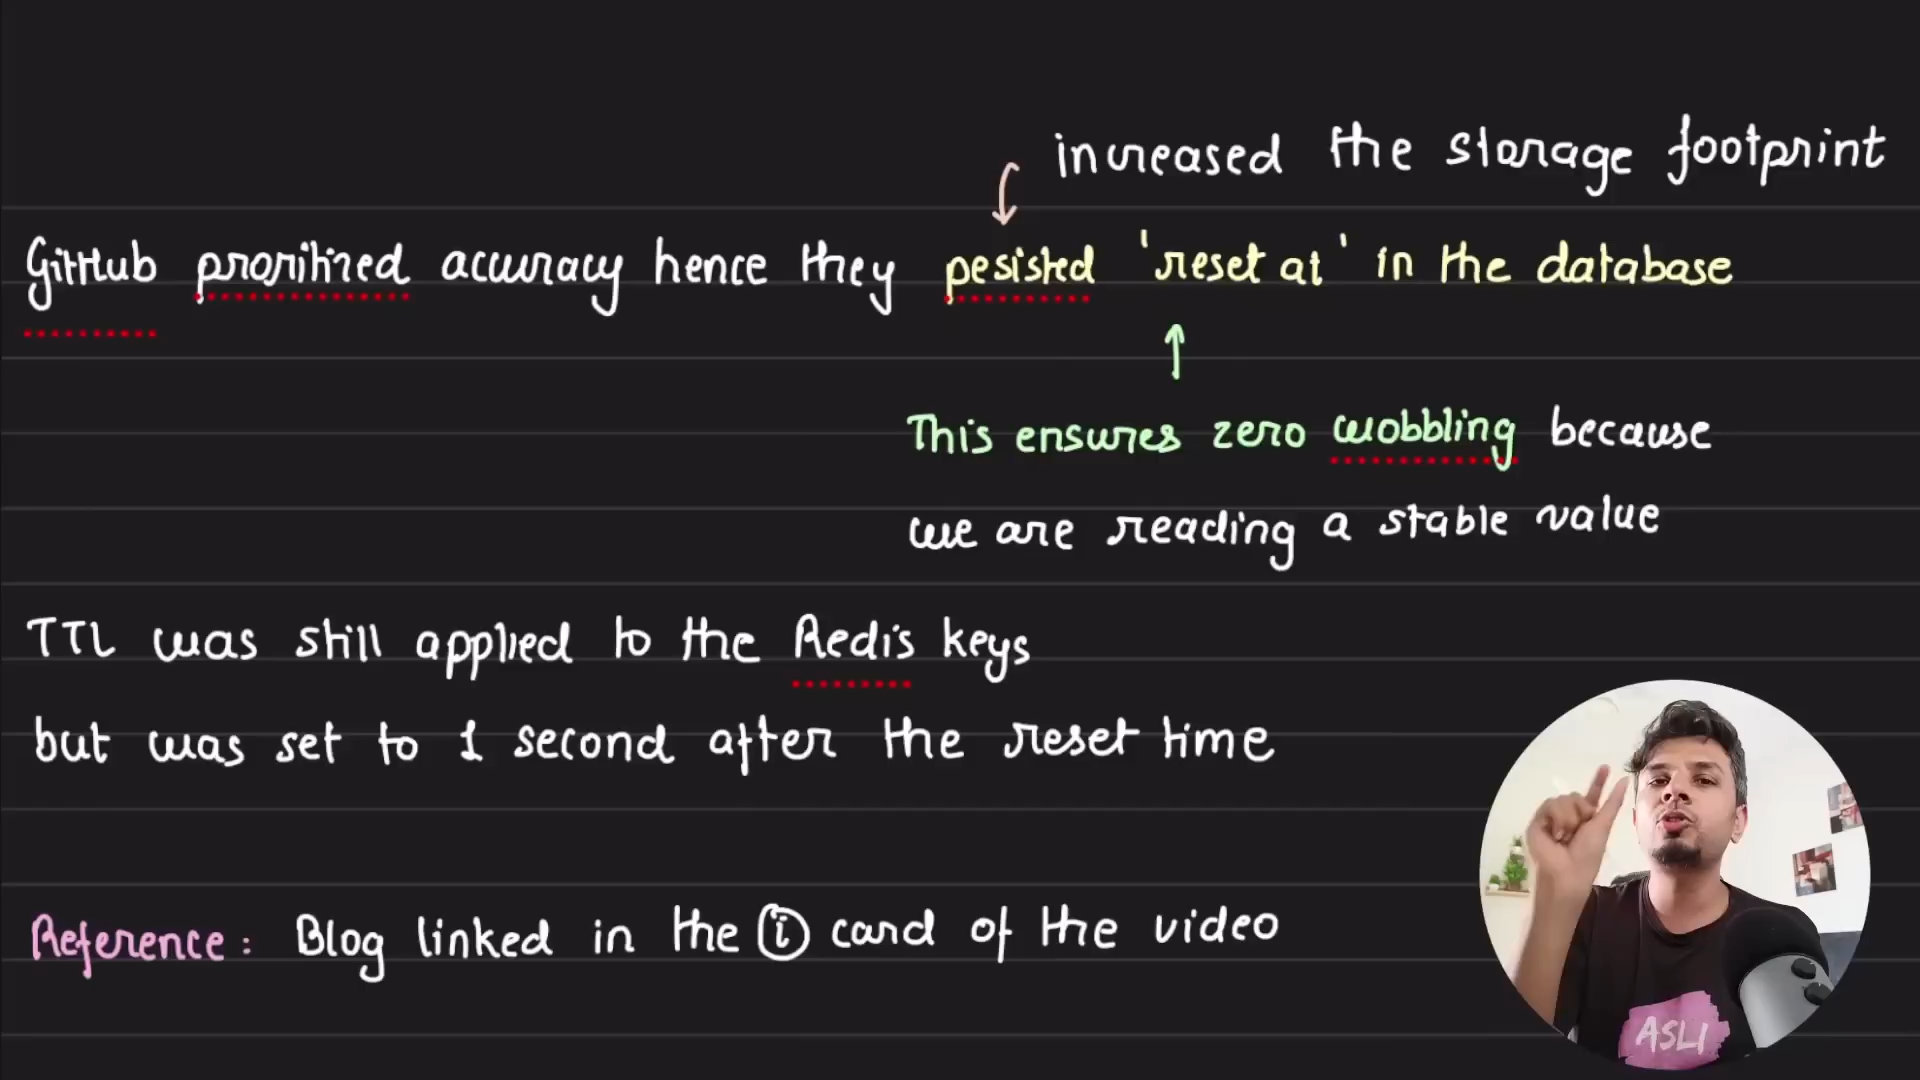 increased the storage footprint
GitHub prioritized accuracy hence they pesisted 'reset at' in the database
This ensures zero wobbling because
we are reading a stable value
TTL was still applied to the Redis keys
but was set to 1 second after the reset time
Reference: Blog linked in the i card of the video
ASLI